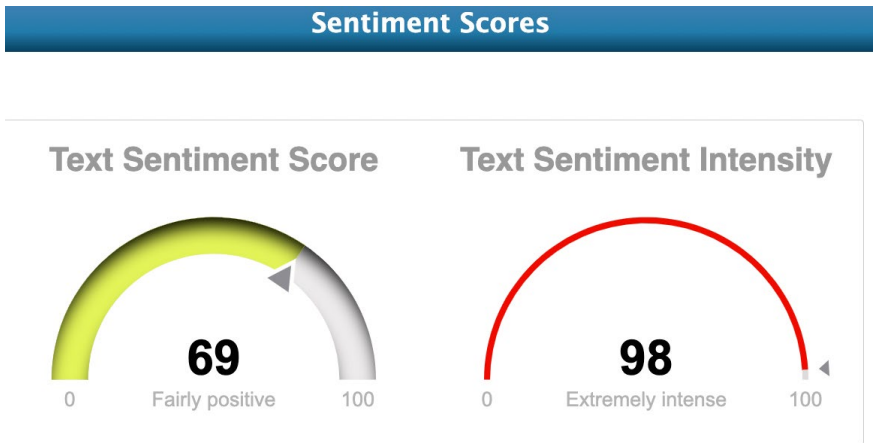 Sentiment Scores
Text Sentiment Score
Text Sentiment Intensity
69
0
Fairly positive
100
98
0
Extremely intense
100